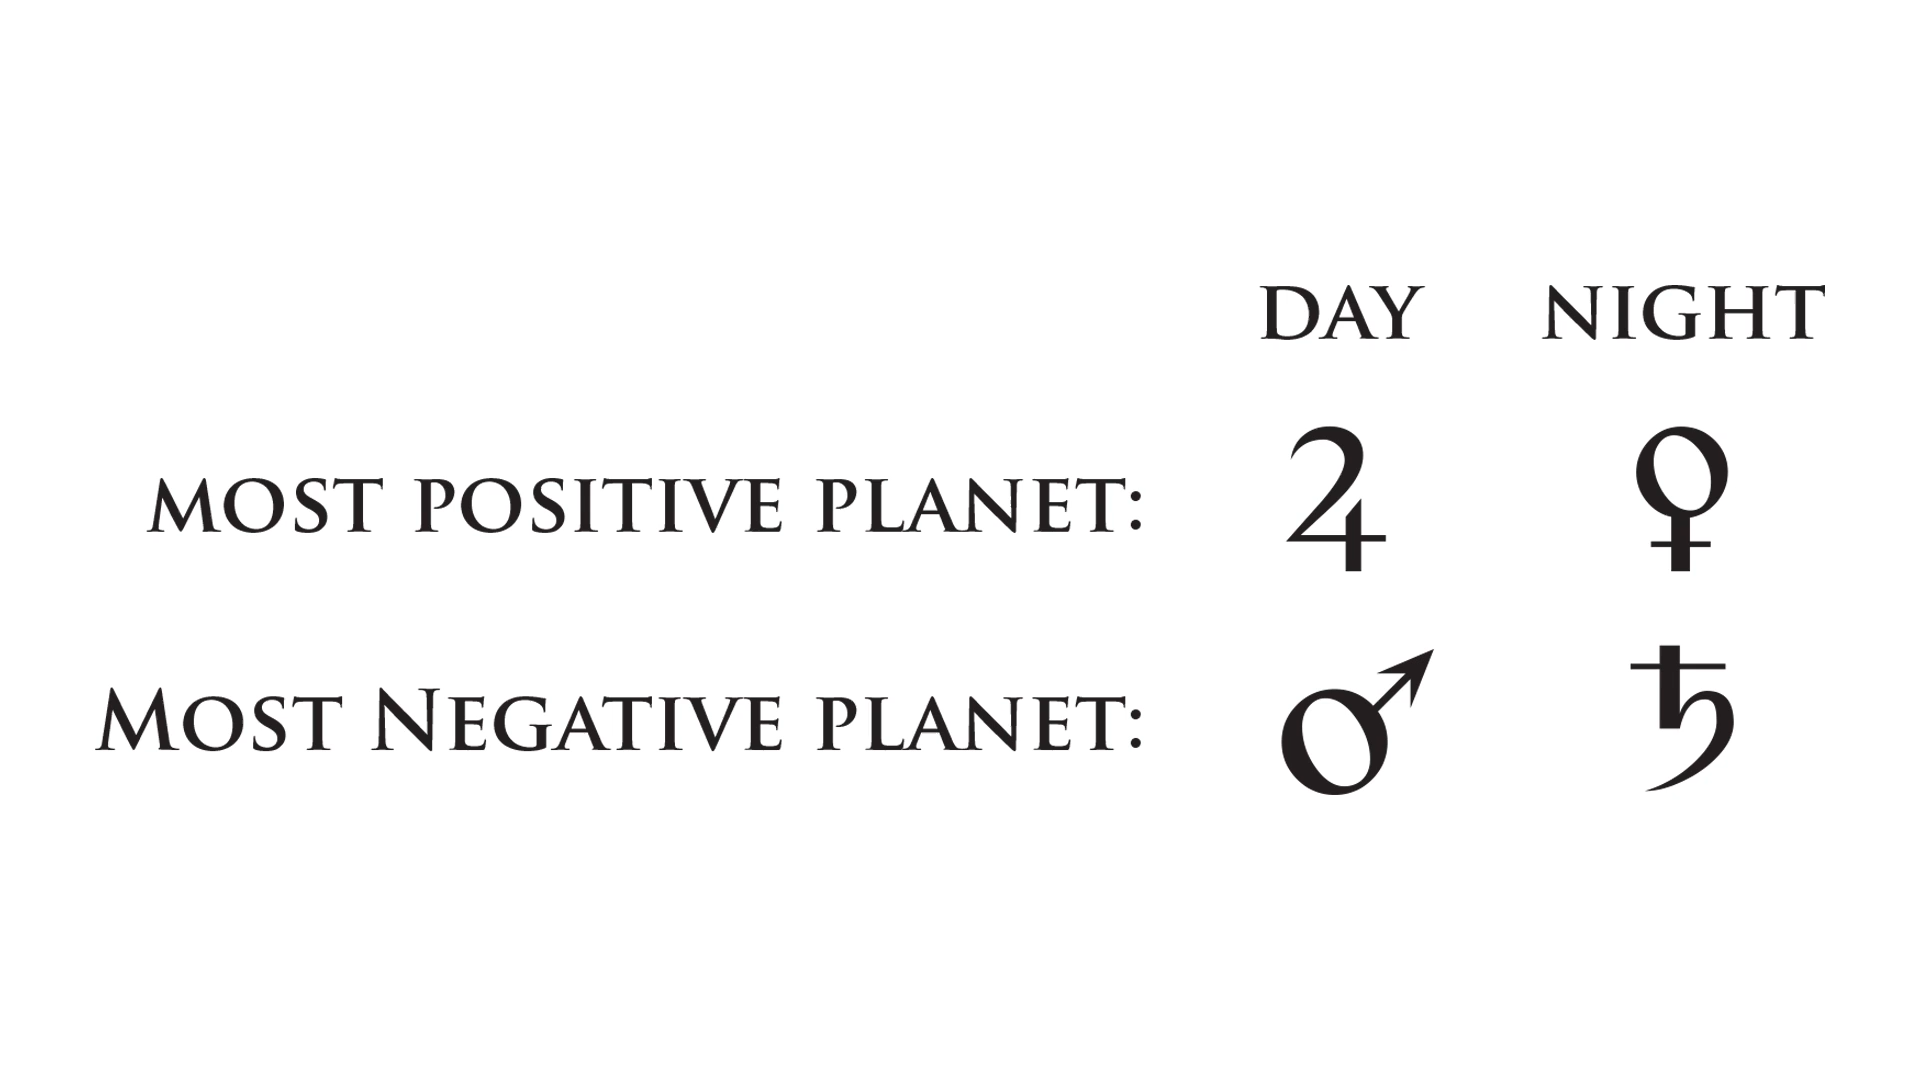 DAY NIGHT
MOST POSITIVE PLANET: ♃ ♀
MOST NEGATIVE PLANET: ♂ ♄